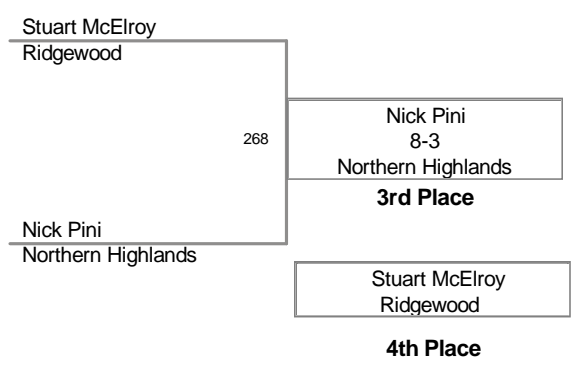 Stuart McElroy
Ridgewood
268
Nick Pini
8-3
Northern Highlands
3rd Place
Nick Pini
Northern Highlands
Stuart McElroy
Ridgewood
4th Place